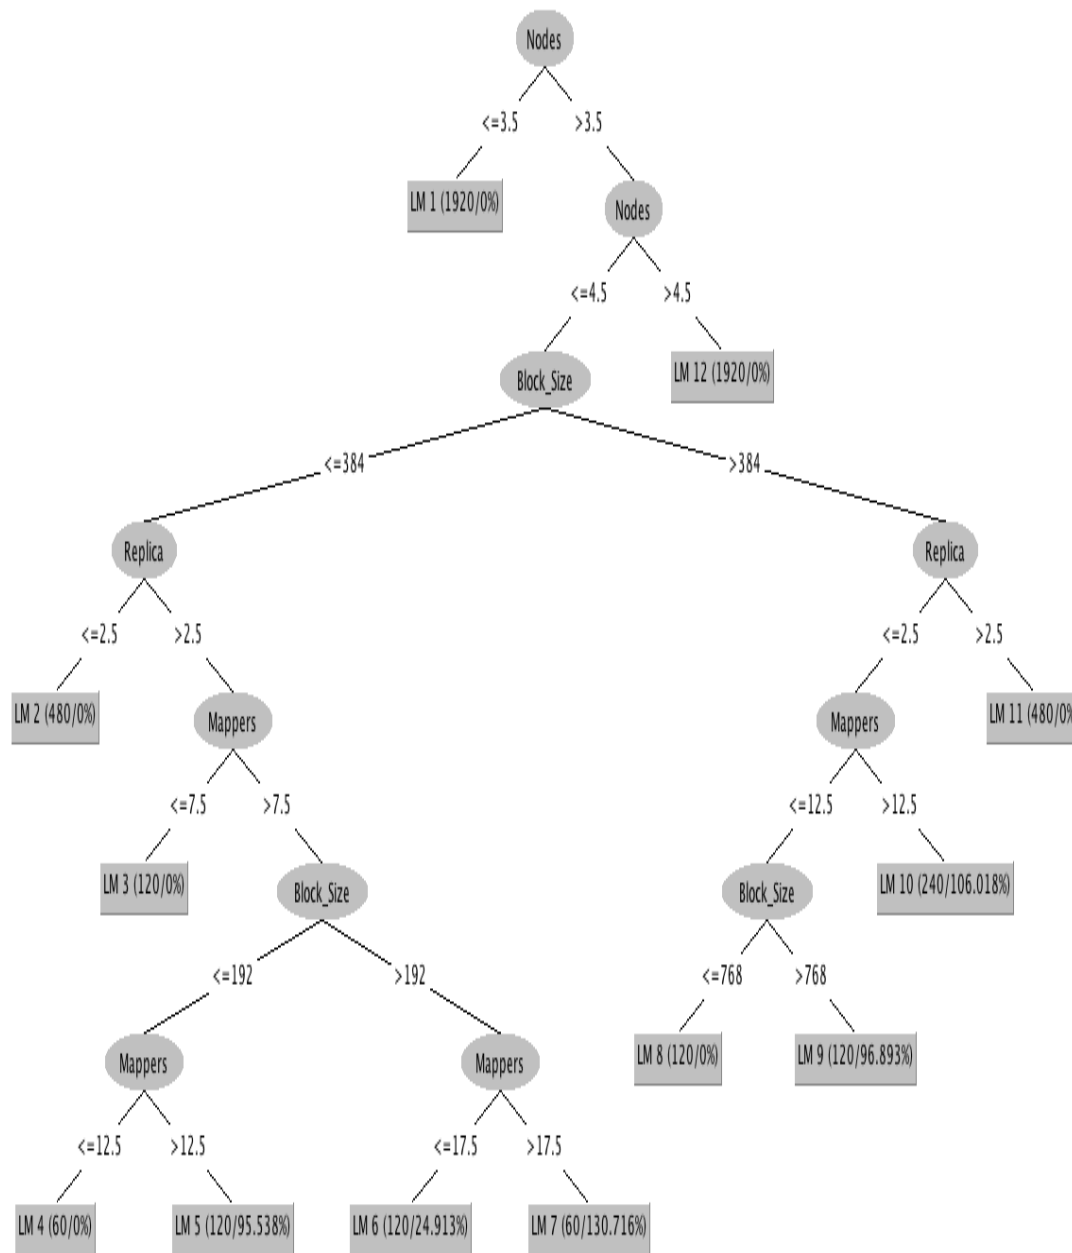 Nodes
<=3.5 >3.5
LM 1 (1920/0%) Nodes
<=4.5 >4.5
Block_Size LM 12 (1920/0%)
<=384 >384
Replica Replica
<=2.5 >2.5 <=2.5 >2.5
LM 2 (480/0%) Mappers Mappers LM 11 (480/0%
<=7.5 >7.5 <=12.5 >12.5
LM 3 (120/0%) Block_Size Block_Size LM 10 (240/106.018%)
<=192 >192 <=768 >768
Mappers Mappers LM 8 (120/0%) LM 9 (120/96.893%)
<=12.5 >12.5 <=17.5 >17.5
LM 4 (60/0%) LM 5 (120/95.538%) LM 6 (120/24.913%) LM 7 (60/130.716%)